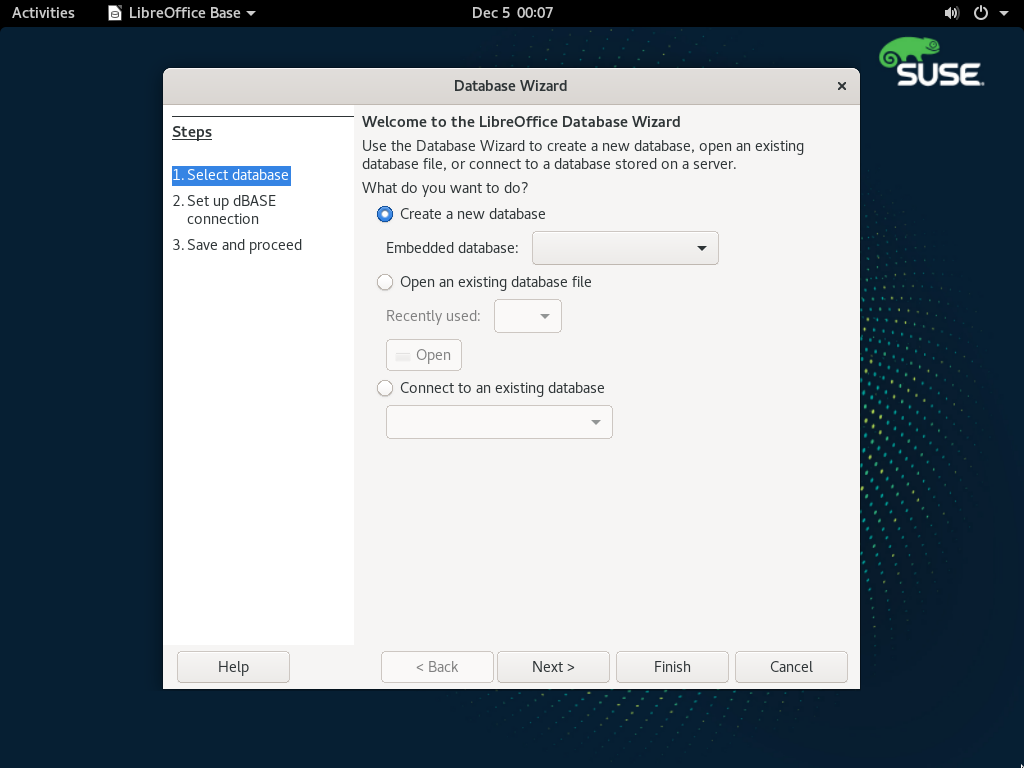 Activities
LibreOffice Base
Dec 5 00:07
SUSE
Database Wizard
Steps
1. Select database
2. Set up dBASE
connection
3. Save and proceed
Welcome to the LibreOffice Database Wizard
Use the Database Wizard to create a new database, open an existing
database file, or connect to a database stored on a server.
What do you want to do?
Create a new database
Embedded database:
Open an existing database file
Recently used:
Open
Connect to an existing database
Help
< Back
Next >
Finish
Cancel